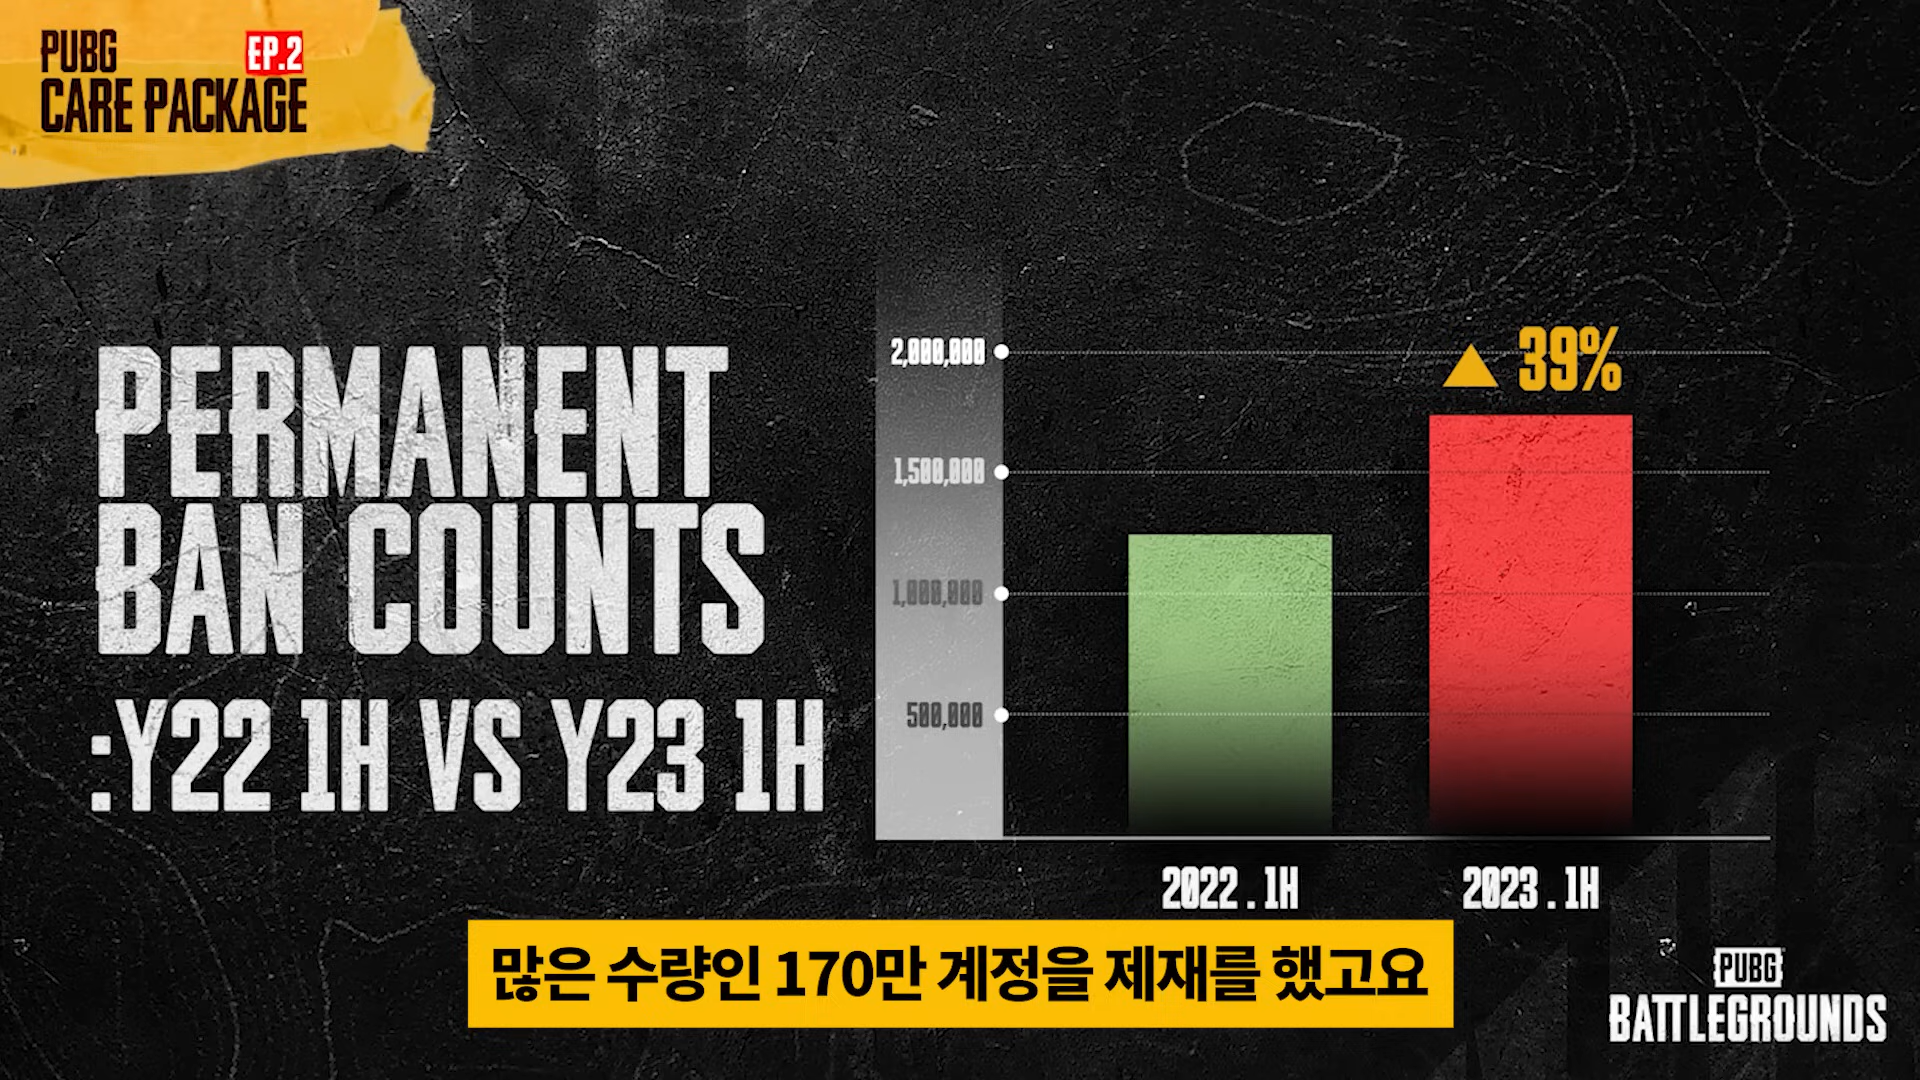 PUBG EP.2
CARE PACKAGE
PERMANENT
BAN COUNTS
:Y22 1H VS Y23 1H
2,000,000
1,500,000
1,000,000
500,000
▲ 39%
2022 . 1H
2023 . 1H
많은 수량인 170만 계정을 제재를 했고요
PUBG
BATTLEGROUNDS